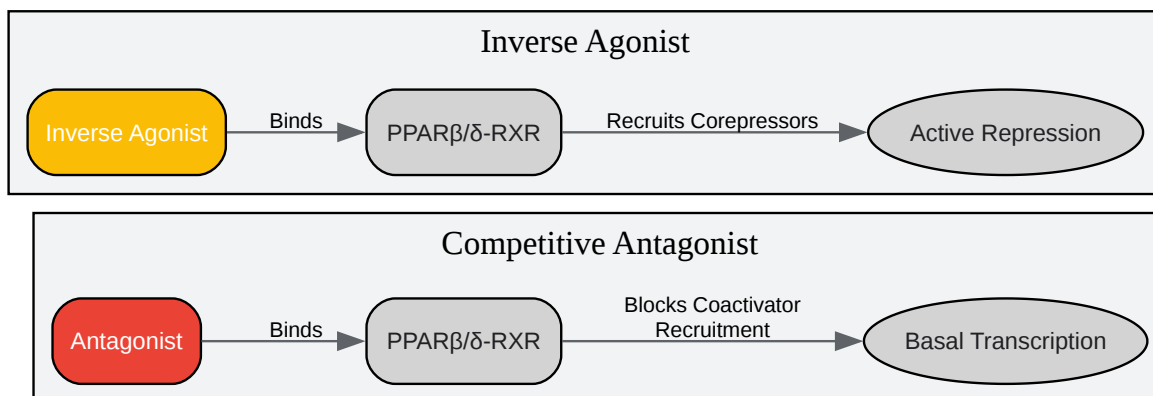 Inverse Agonist
Inverse Agonist
Binds
PPARβ/δ-RXR
Recruits Corepressors
Active Repression
Competitive Antagonist
Antagonist
Binds
PPARβ/δ-RXR
Blocks Coactivator
Recruitment
Basal Transcription